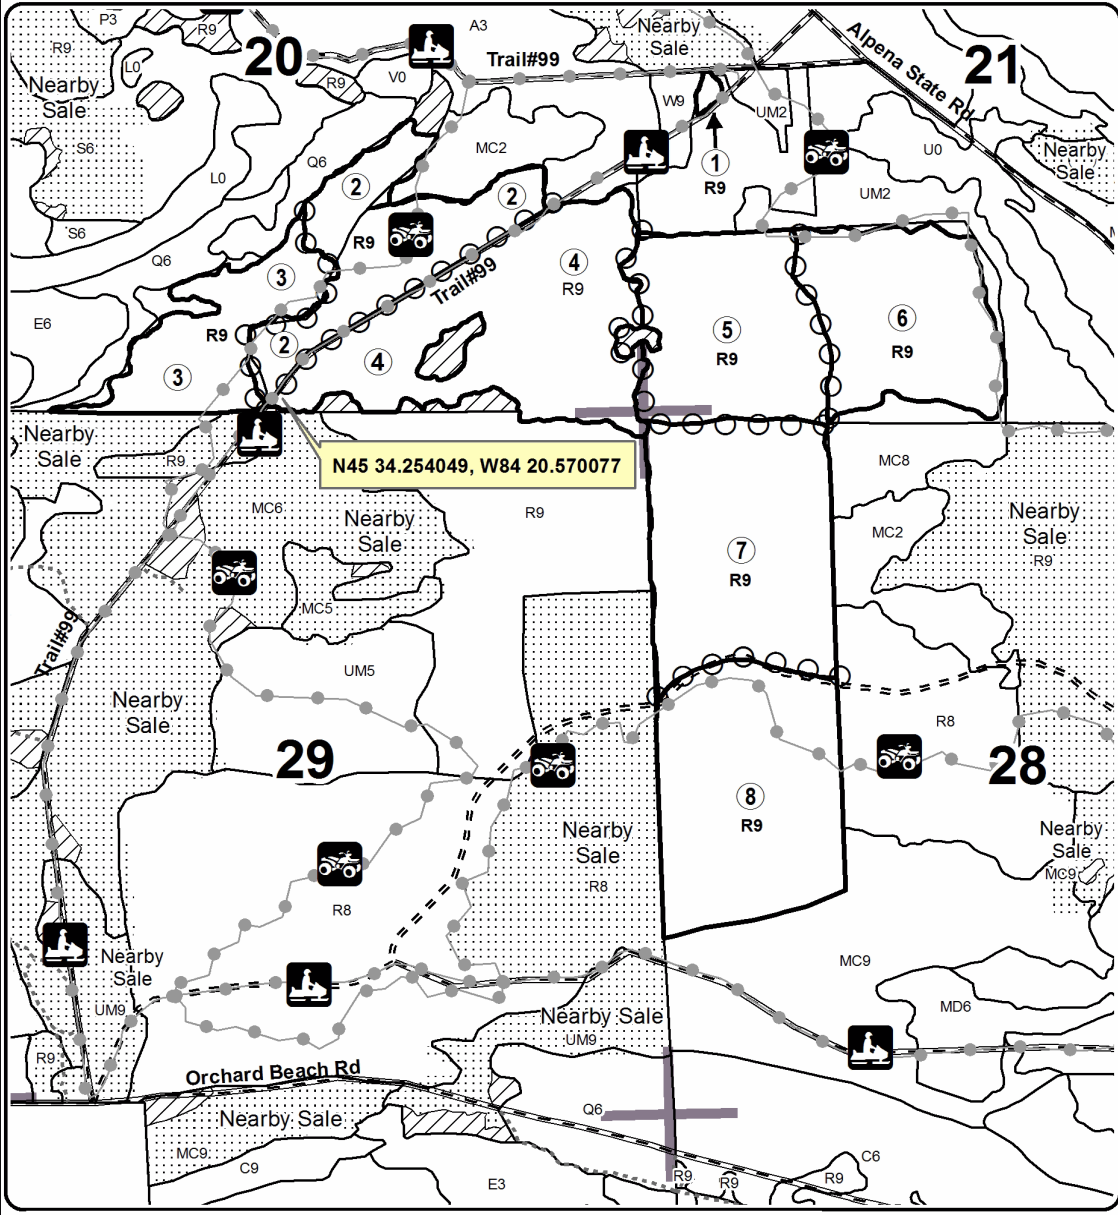 P3
R9
20
A3
Nearby
Sale
Alpena State Rd
21
R9
L0
R9
V0
Trail#99
Nearby
Sale
W9
UM2
S6
Q6
MC2
1
R9
U0
Nearby
Sale
L0
2
2
UM2
S6
R9
Q6
3
Trail#99
4
R9
E6
R9
2
5
R9
6
R9
3
4
Nearby
Sale
R9
N45 34.254049, W84 20.570077
MC8
MC6
Nearby
Sale
R9
Nearby
Sale
R9
MC2
7
R9
MC5
Trail#99
UM5
Nearby
Sale
R8
29
28
8
R9
Nearby
Sale
R8
Nearby
Sale
MC9
R8
Nearby
Sale
MC9
UM9
MD6
Nearby Sale
UM9
R9
Orchard Beach Rd
Nearby Sale
Q6
MC9
C9
E3
R9
R9
R9
C6